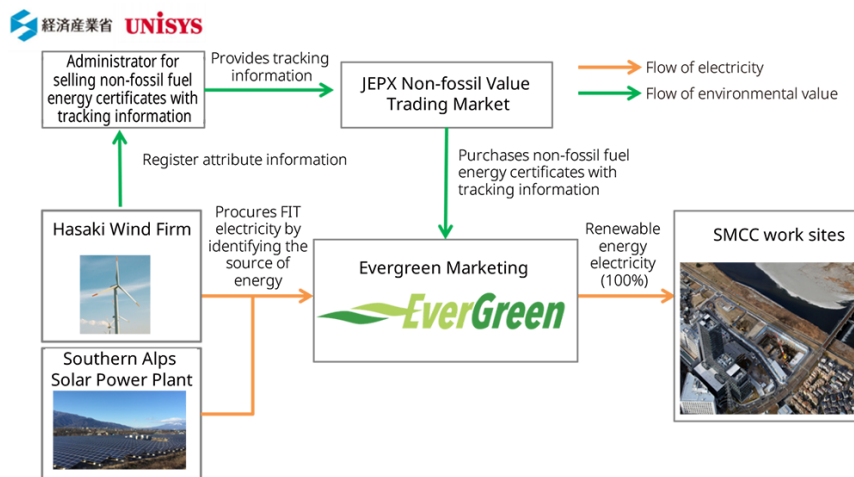 経済産業省 UNiSYS
Administrator for
selling non-fossil fuel
energy certificates with
tracking information
Provides tracking
information
JEPX Non-fossil Value
Trading Market
Flow of electricity
Flow of environmental value
Register attribute information
Purchases non-fossil fuel
energy certificates with
tracking information
Hasaki Wind Firm
Procures FIT
electricity by
identifying the
source of
energy
Evergreen Marketing
EverGreen
Renewable
energy
electricity
(100%)
SMCC work sites
Southern Alps
Solar Power Plant